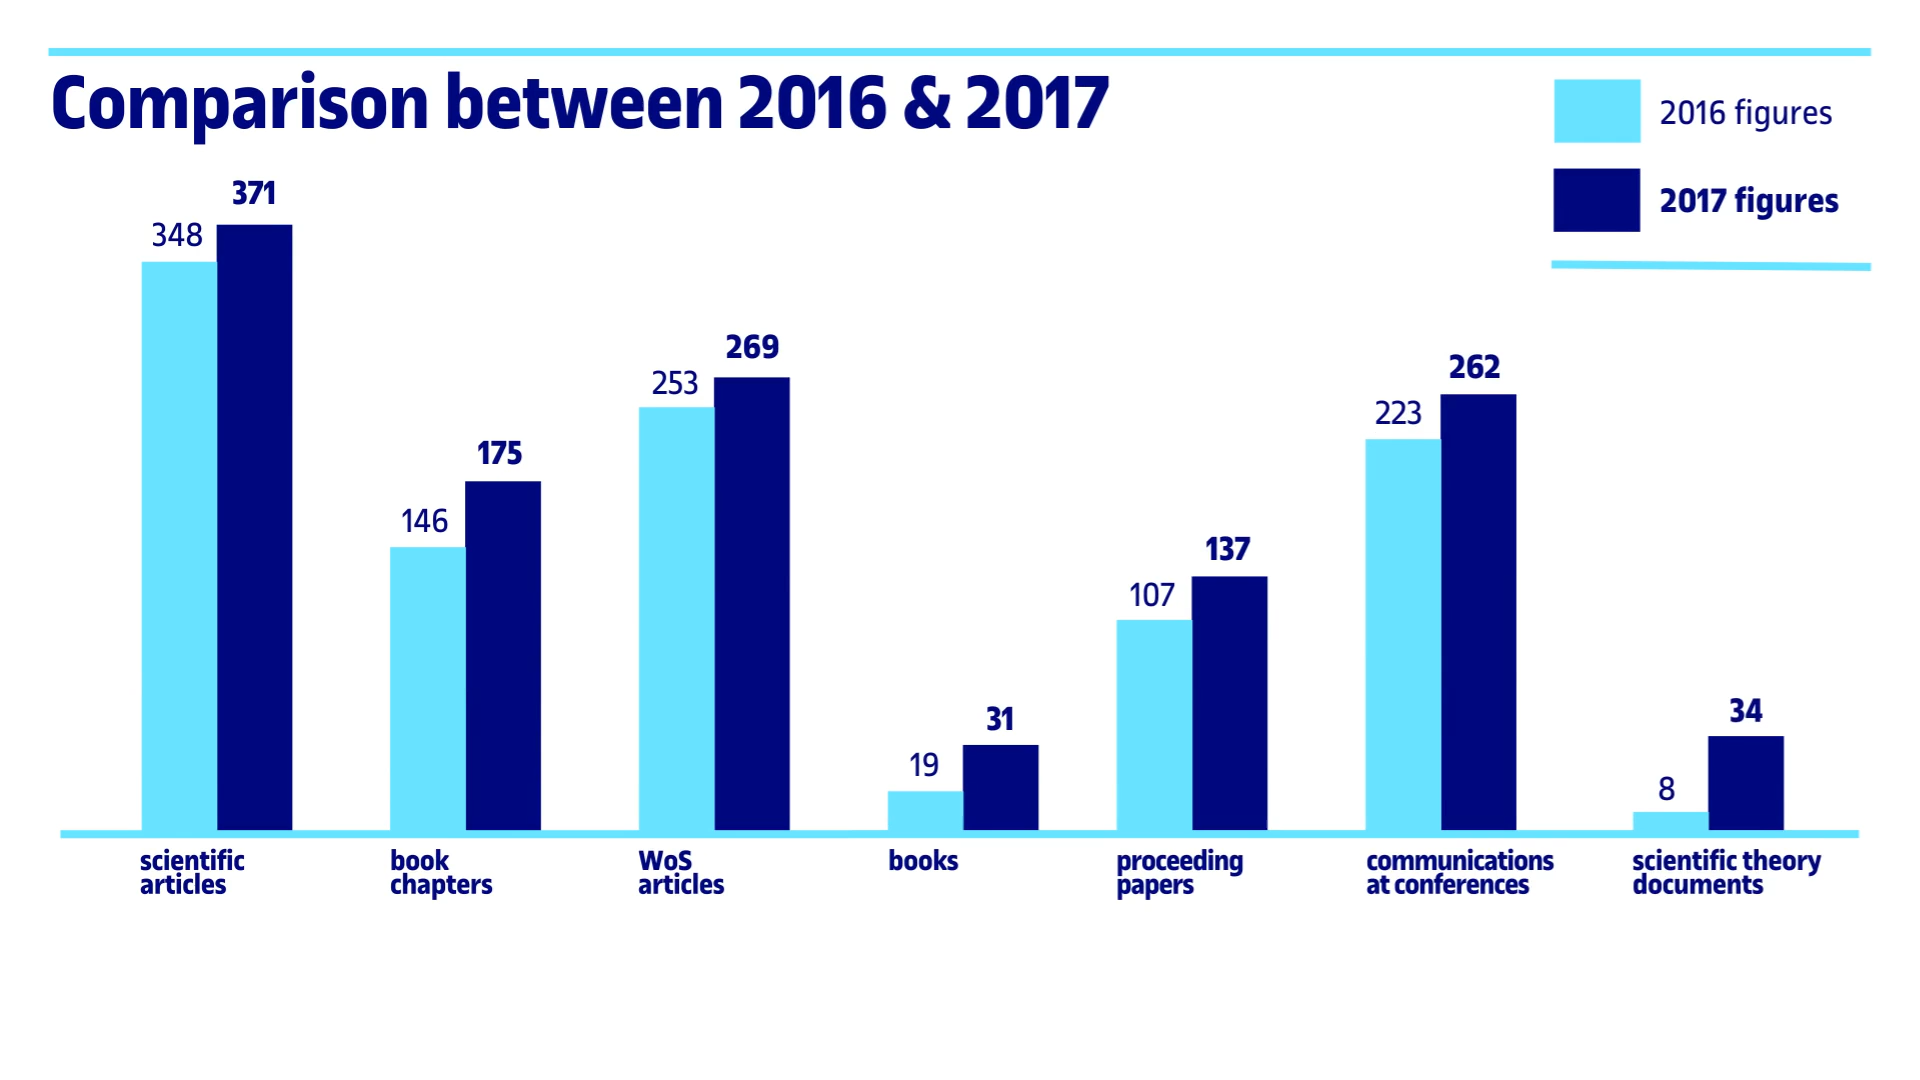 Comparison between 2016 & 2017
2016 figures
2017 figures
348
371
146
175
253
269
19
31
107
137
223
262
8
34
scientific
articles
book
chapters
WoS
articles
books
proceeding
papers
communications
at conferences
scientific theory
documents